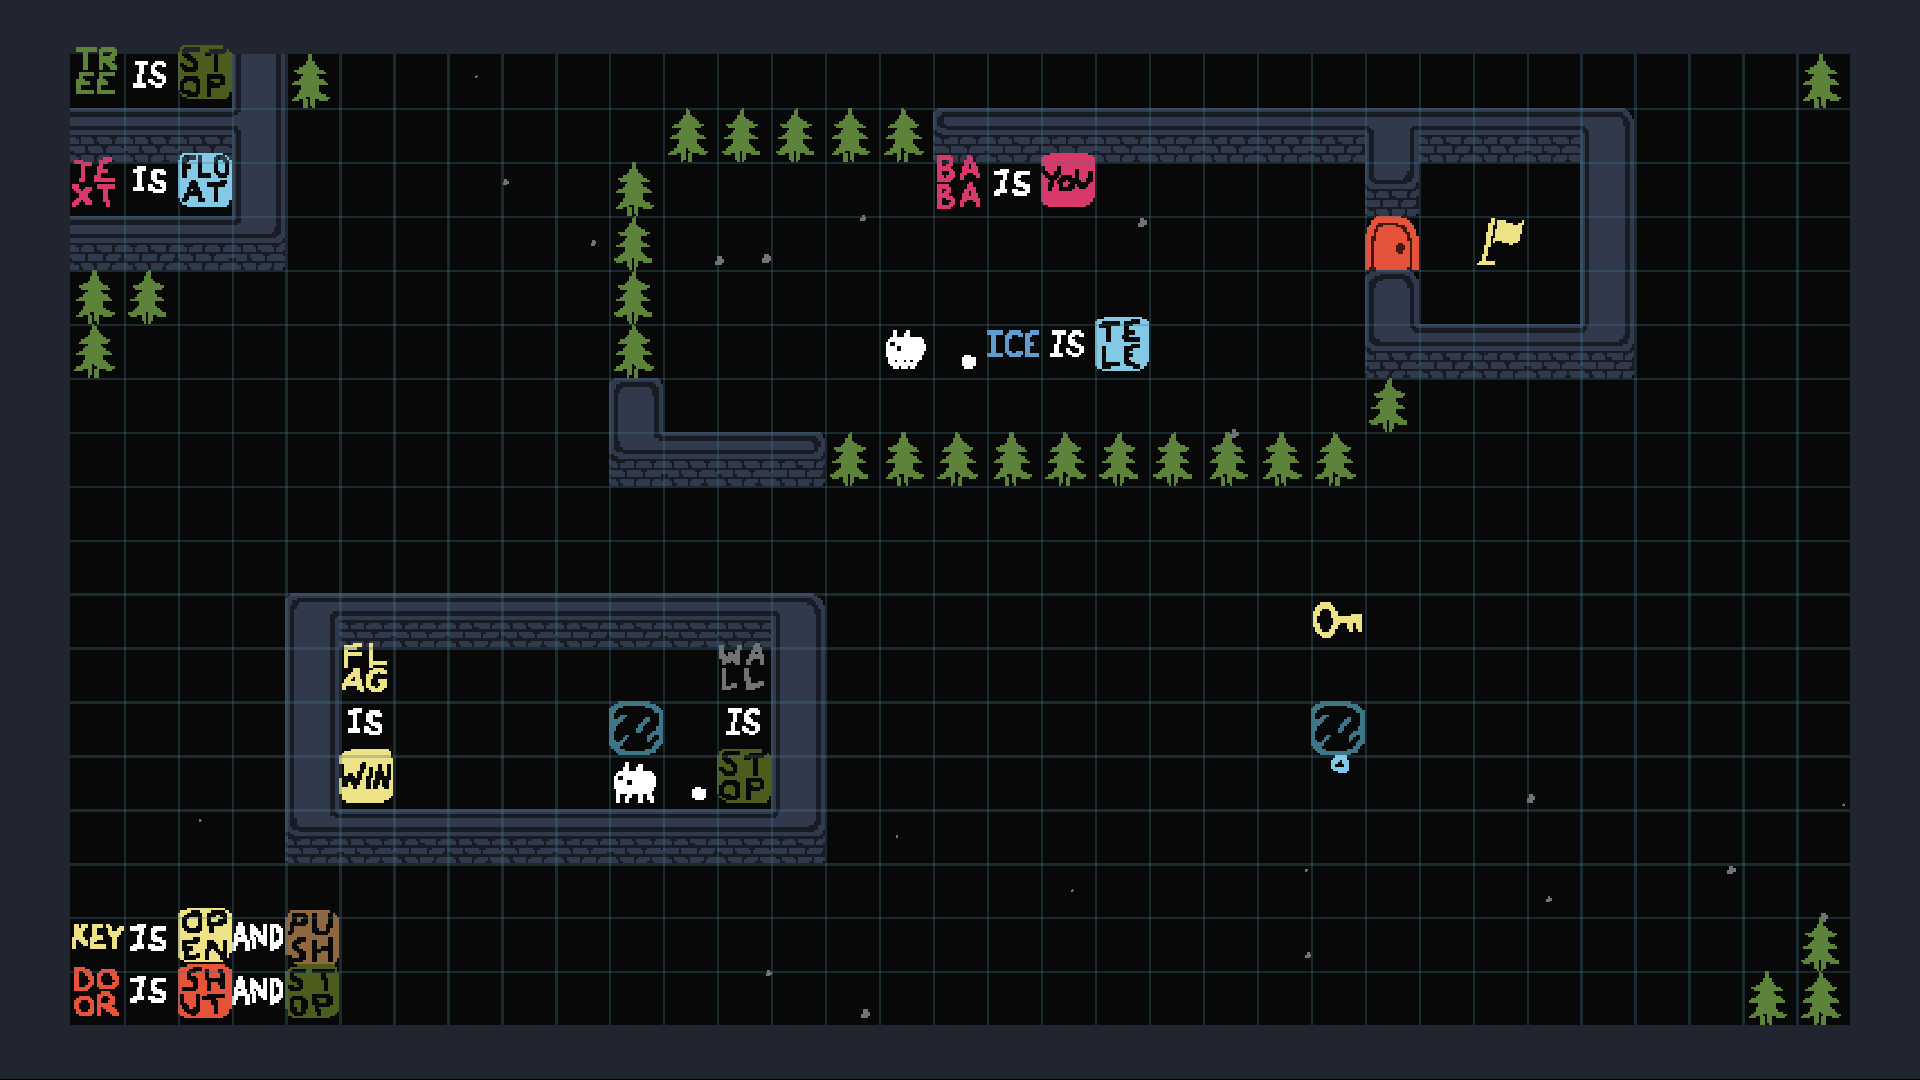 TREE IS STOP
TEXT IS FLOAT
BABA IS YOU
ICE IS TELE
FLAG
IS
WIN
WALL
IS
STOP
KEY IS OPEN AND PUSH
DOOR IS SHUT AND STOP